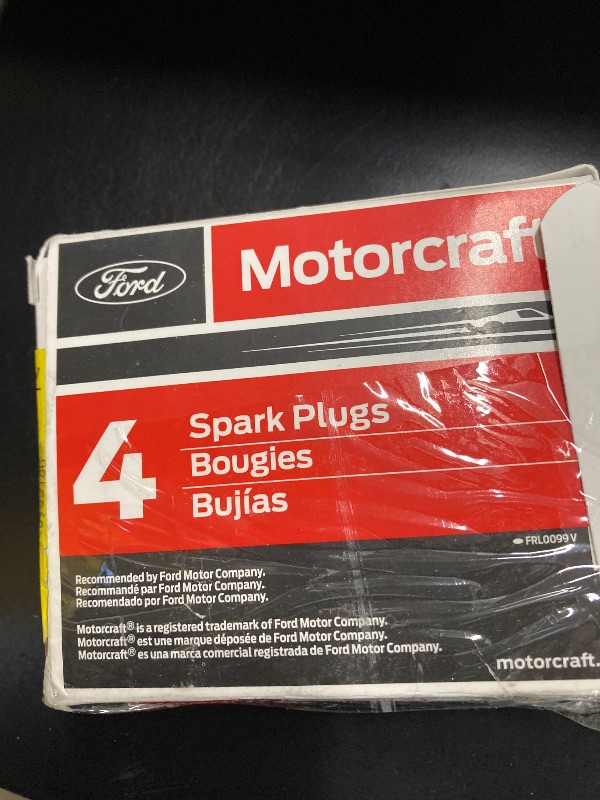 Ford
Motorcraft
4
Spark Plugs
Bougies
Bujías
FRL0099 V
Recommended by Ford Motor Company.
Recommandé par Ford Motor Company.
Recomendado por Ford Motor Company.
Motorcraft® is a registered trademark of Ford Motor Company.
Motorcraft® est une marque déposée de Ford Motor Company.
Motorcraft® es una marca comercial registrada de Ford Motor Company.
motorcraft.